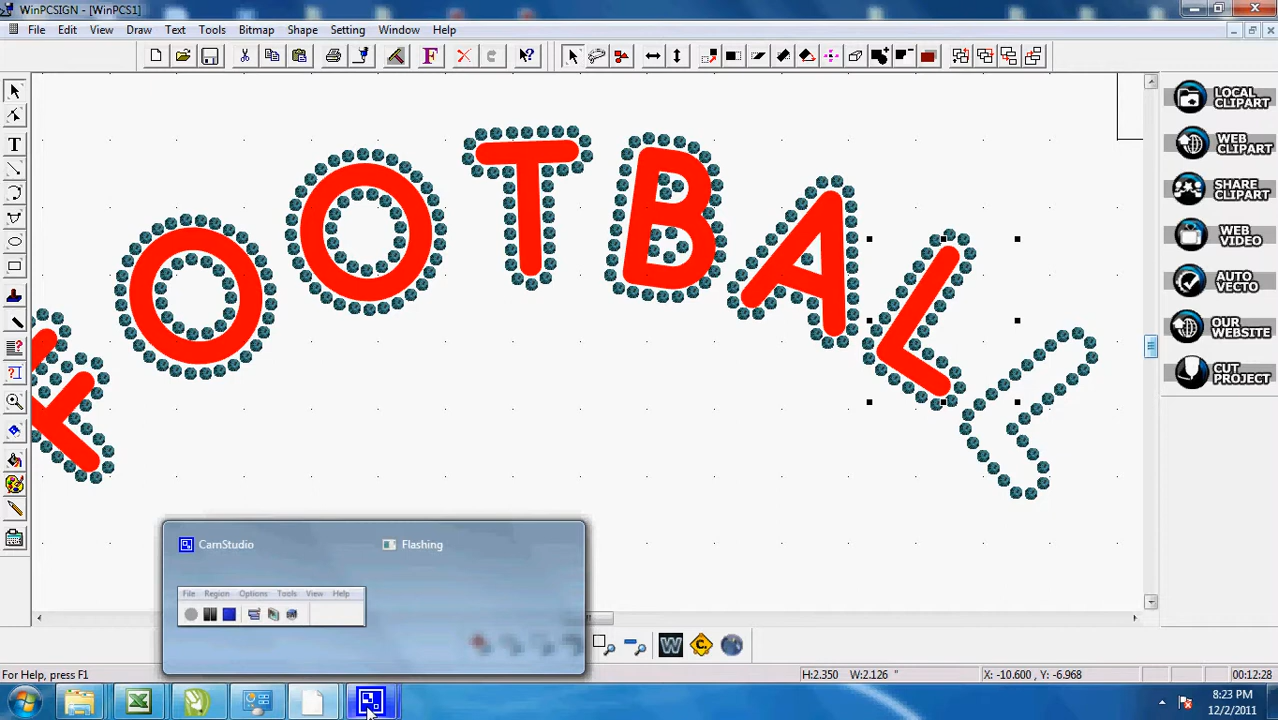 WinPCSIGN - [WinPCS1]
File Edit View Draw Text Tools Bitmap Shape Setting Window Help
LOCAL CLIPART
WEB CLIPART
SHARE CLIPART
WEB VIDEO
AUTO VECTO
OUR WEBSITE
CUT PROJECT
FOOTBALL
CamStudio Flashing
File Region Options Tools View Help
For Help, press F1 H:2.350 W:2.126 " X: -10.600 , Y: -6.968 00:12:28
8:23 PM
12/2/2011